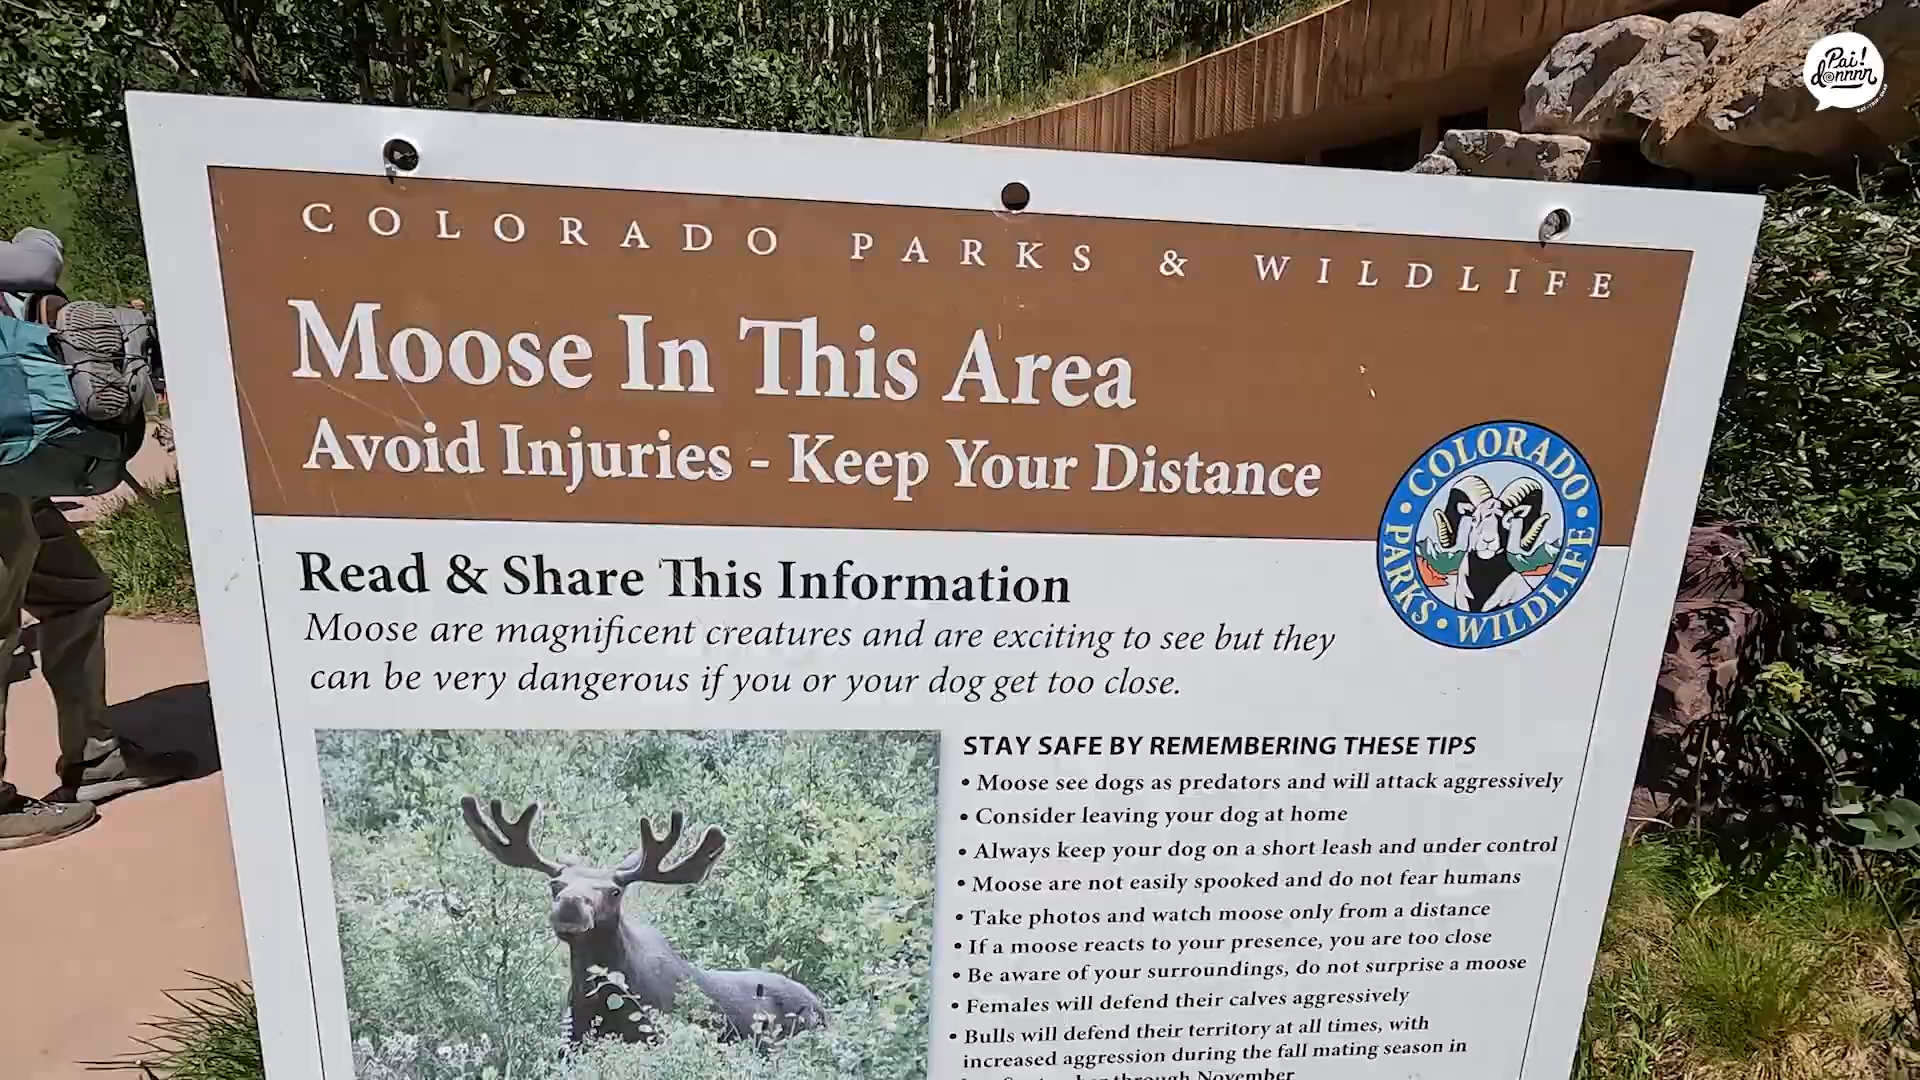 Pai!
donnnn
COLORADO PARKS & WILDLIFE
Moose In This Area
Avoid Injuries - Keep Your Distance
COLORADO
PARKS • WILDLIFE
Read & Share This Information
Moose are magnificent creatures and are exciting to see but they
can be very dangerous if you or your dog get too close.
STAY SAFE BY REMEMBERING THESE TIPS
• Moose see dogs as predators and will attack aggressively
• Consider leaving your dog at home
• Always keep your dog on a short leash and under control
• Moose are not easily spooked and do not fear humans
• Take photos and watch moose only from a distance
• If a moose reacts to your presence, you are too close
• Be aware of your surroundings, do not surprise a moose
• Females will defend their calves aggressively
• Bulls will defend their territory at all times, with
increased aggression during the fall mating season in
through November